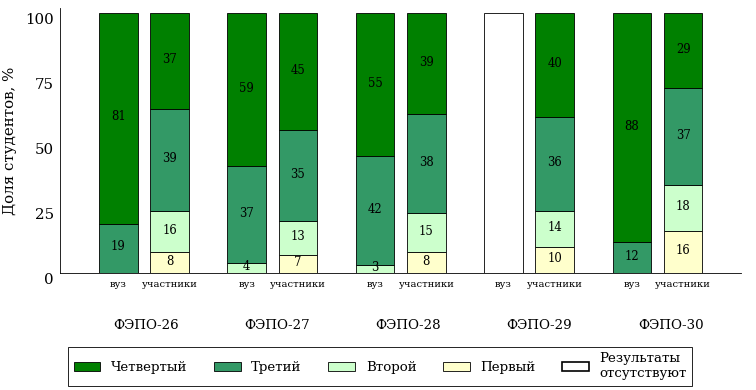 Доля студентов, %
100
75
50
25
0
81 37 59 45 55 39 40 88 29
19 39 37 35 42 38 36 12 37
16 4 13 3 15 14 18
8 7 8 10 16
вуз участники вуз участники вуз участники вуз участники вуз участники
ФЭПО-26 ФЭПО-27 ФЭПО-28 ФЭПО-29 ФЭПО-30
Четвертый Третий Второй Первый Результаты
отсутствуют